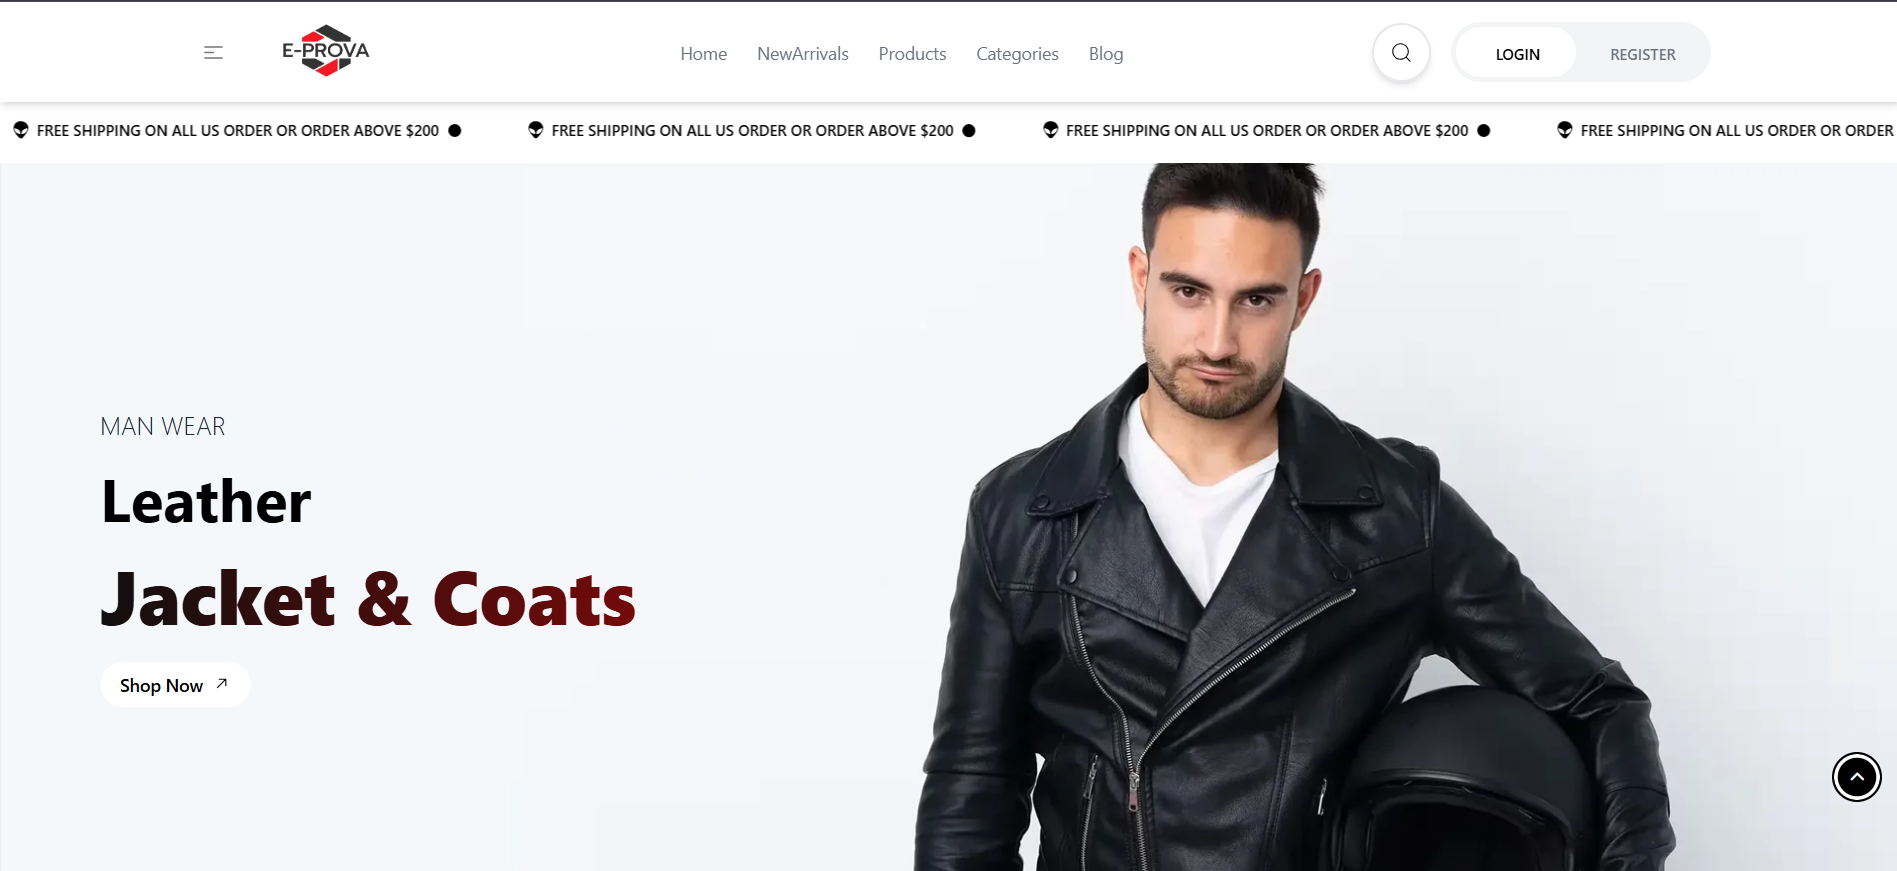 E-PROVA
Home NewArrivals Products Categories Blog
LOGIN REGISTER
FREE SHIPPING ON ALL US ORDER OR ORDER ABOVE $200 FREE SHIPPING ON ALL US ORDER OR ORDER ABOVE $200 FREE SHIPPING ON ALL US ORDER OR ORDER ABOVE $200 FREE SHIPPING ON ALL US ORDER OR ORDER
MAN WEAR
Leather
Jacket & Coats
Shop Now